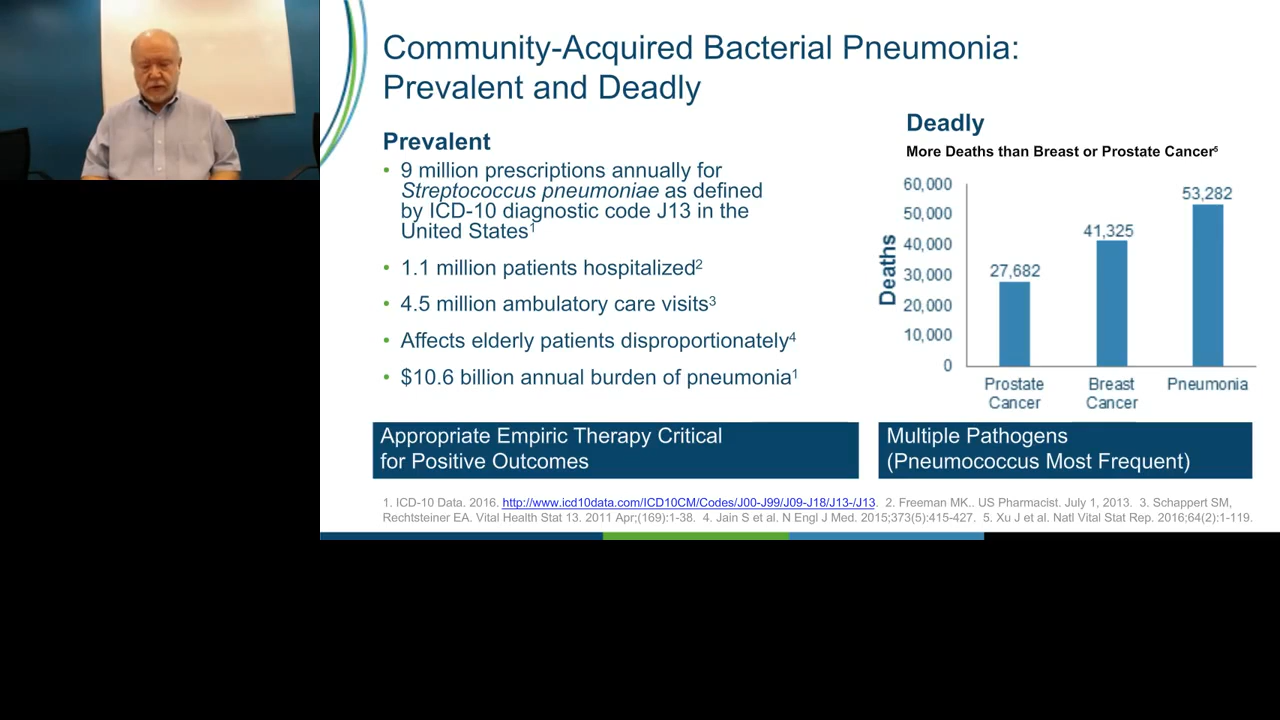 Community-Acquired Bacterial Pneumonia:
Prevalent and Deadly
Prevalent
• 9 million prescriptions annually for
Streptococcus pneumoniae as defined
by ICD-10 diagnostic code J13 in the
United States1
• 1.1 million patients hospitalized2
• 4.5 million ambulatory care visits3
• Affects elderly patients disproportionately4
• $10.6 billion annual burden of pneumonia1
Appropriate Empiric Therapy Critical
for Positive Outcomes
Deadly
More Deaths than Breast or Prostate Cancer5
Deaths
60,000
50,000
40,000
30,000
20,000
10,000
0
27,682
41,325
53,282
Prostate
Cancer
Breast
Cancer
Pneumonia
Multiple Pathogens
(Pneumococcus Most Frequent)
1. ICD-10 Data. 2016. http://www.icd10data.com/ICD10CM/Codes/J00-J99/J09-J18/J13-/J13. 2. Freeman MK.. US Pharmacist. July 1, 2013. 3. Schappert SM,
Rechtsteiner EA. Vital Health Stat 13. 2011 Apr;(169):1-38. 4. Jain S et al. N Engl J Med. 2015;373(5):415-427. 5. Xu J et al. Natl Vital Stat Rep. 2016;64(2):1-119.